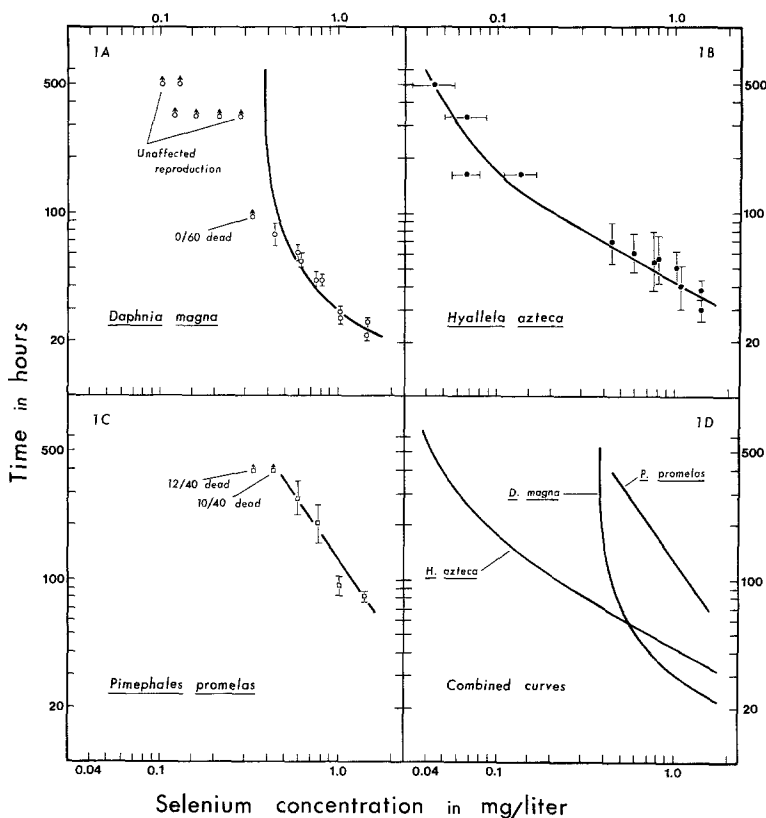 0.1
1.0
0.1
1.0
1A
500
Unaffected
reproduction
100
0/60 dead
Daphnia magna
20
1B
500
100
Hyallela azteca
20
Time in hours
1C
500
12/40 dead
10/40 dead
100
Pimephales promelas
20
1D
500
P. promelas
D. magna
H. azteca
100
Combined curves
20
0.04
0.1
1.0
0.04
0.1
1.0
Selenium concentration in mg/liter